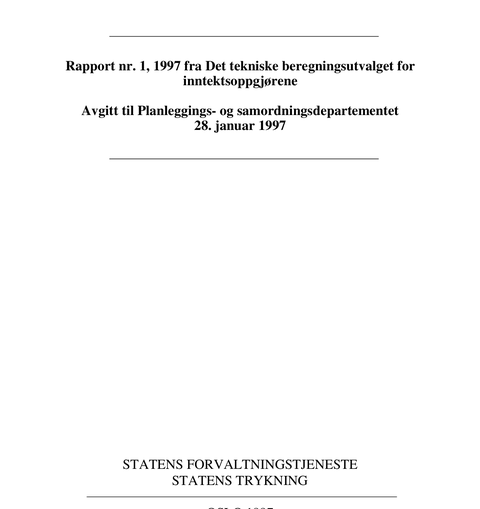 Rapport nr. 1, 1997 fra Det tekniske beregningsutvalget for
inntektsoppgjørene
Avgitt til Planleggings- og samordningsdepartementet
28. januar 1997
STATENS FORVALTNINGSTJENESTE
STATENS TRYKNING